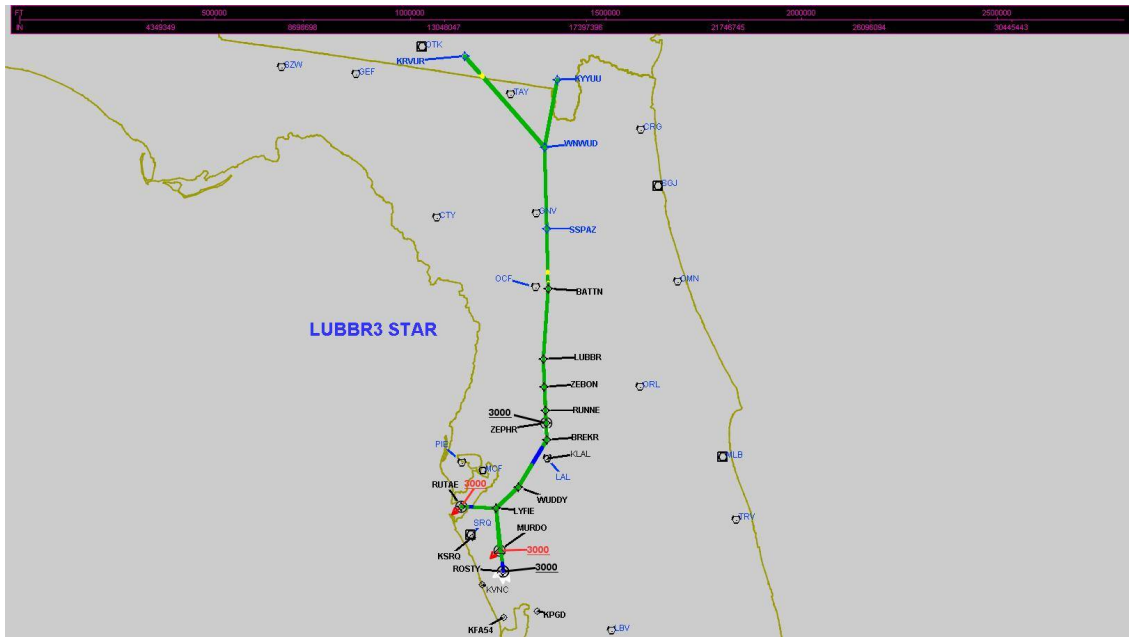 FT 500000 1000000 1500000 2000000 2500000
IN 4349349 8698698 13048047 17397396 21746745 26096094 30445443
OTK
KRVUR
SZW
GEF
TAY
KYYUU
CRG
WNWUD
SGJ
CTY
GNV
SSPAZ
OCF
OMN
BATTN
LUBBR3 STAR
LUBBR
ZEBON
ORL
RUNNE
3000
ZEPHR
BREKR
PIE
KLAL
MLB
MCF
LAL
RUTAE
3000
WUDDY
LYFIE
TRV
SRQ
MURDO
KSRQ
3000
ROSTY
3000
KVNC
KPGD
KFA54
LBV